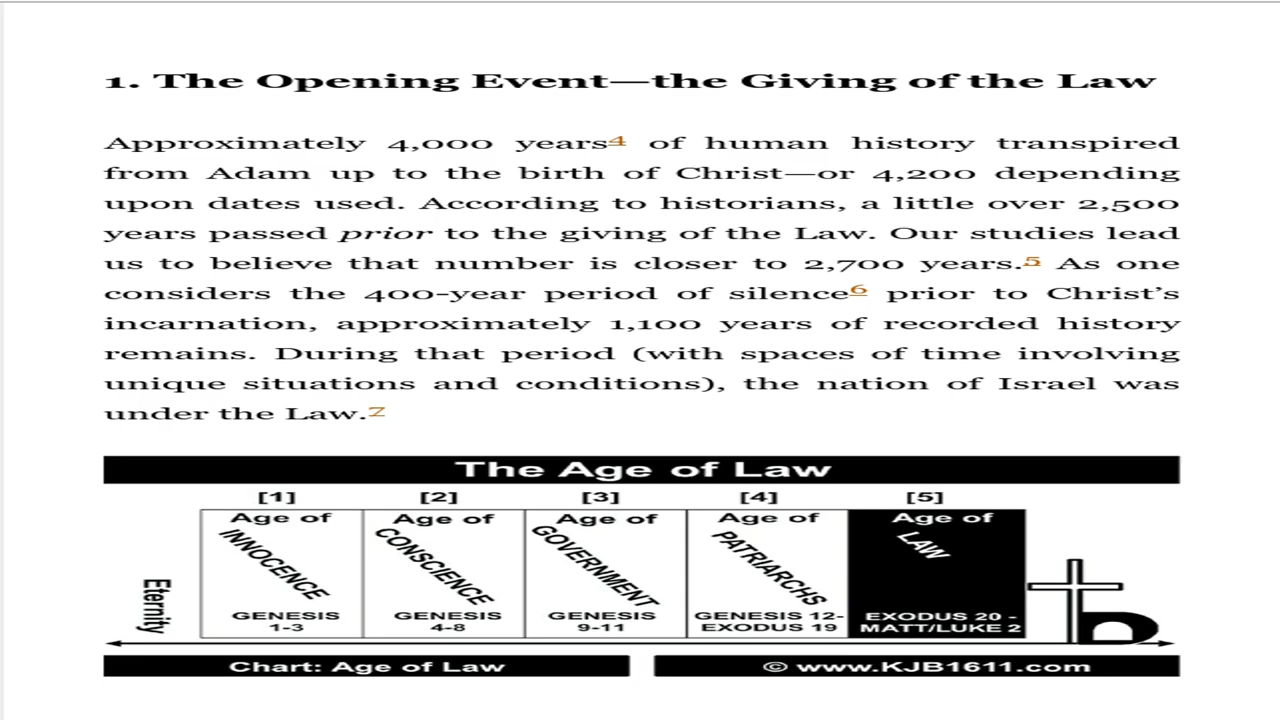 1. The Opening Event—the Giving of the Law
Approximately 4,000 years4 of human history transpired
from Adam up to the birth of Christ—or 4,200 depending
upon dates used. According to historians, a little over 2,500
years passed prior to the giving of the Law. Our studies lead
us to believe that number is closer to 2,700 years.5 As one
considers the 400-year period of silence6 prior to Christ's
incarnation, approximately 1,100 years of recorded history
remains. During that period (with spaces of time involving
unique situations and conditions), the nation of Israel was
under the Law.7
The Age of Law
[1] [2] [3] [4] [5]
Age of Age of Age of Age of Age of
INNOCENCE CONSCIENCE GOVERNMENT PATRIARCHS LAW
Eternity
GENESIS GENESIS GENESIS GENESIS 12- EXODUS 20 -
1-3 4-8 9-11 EXODUS 19 MATT/LUKE 2
Chart: Age of Law © www.KJB1611.com